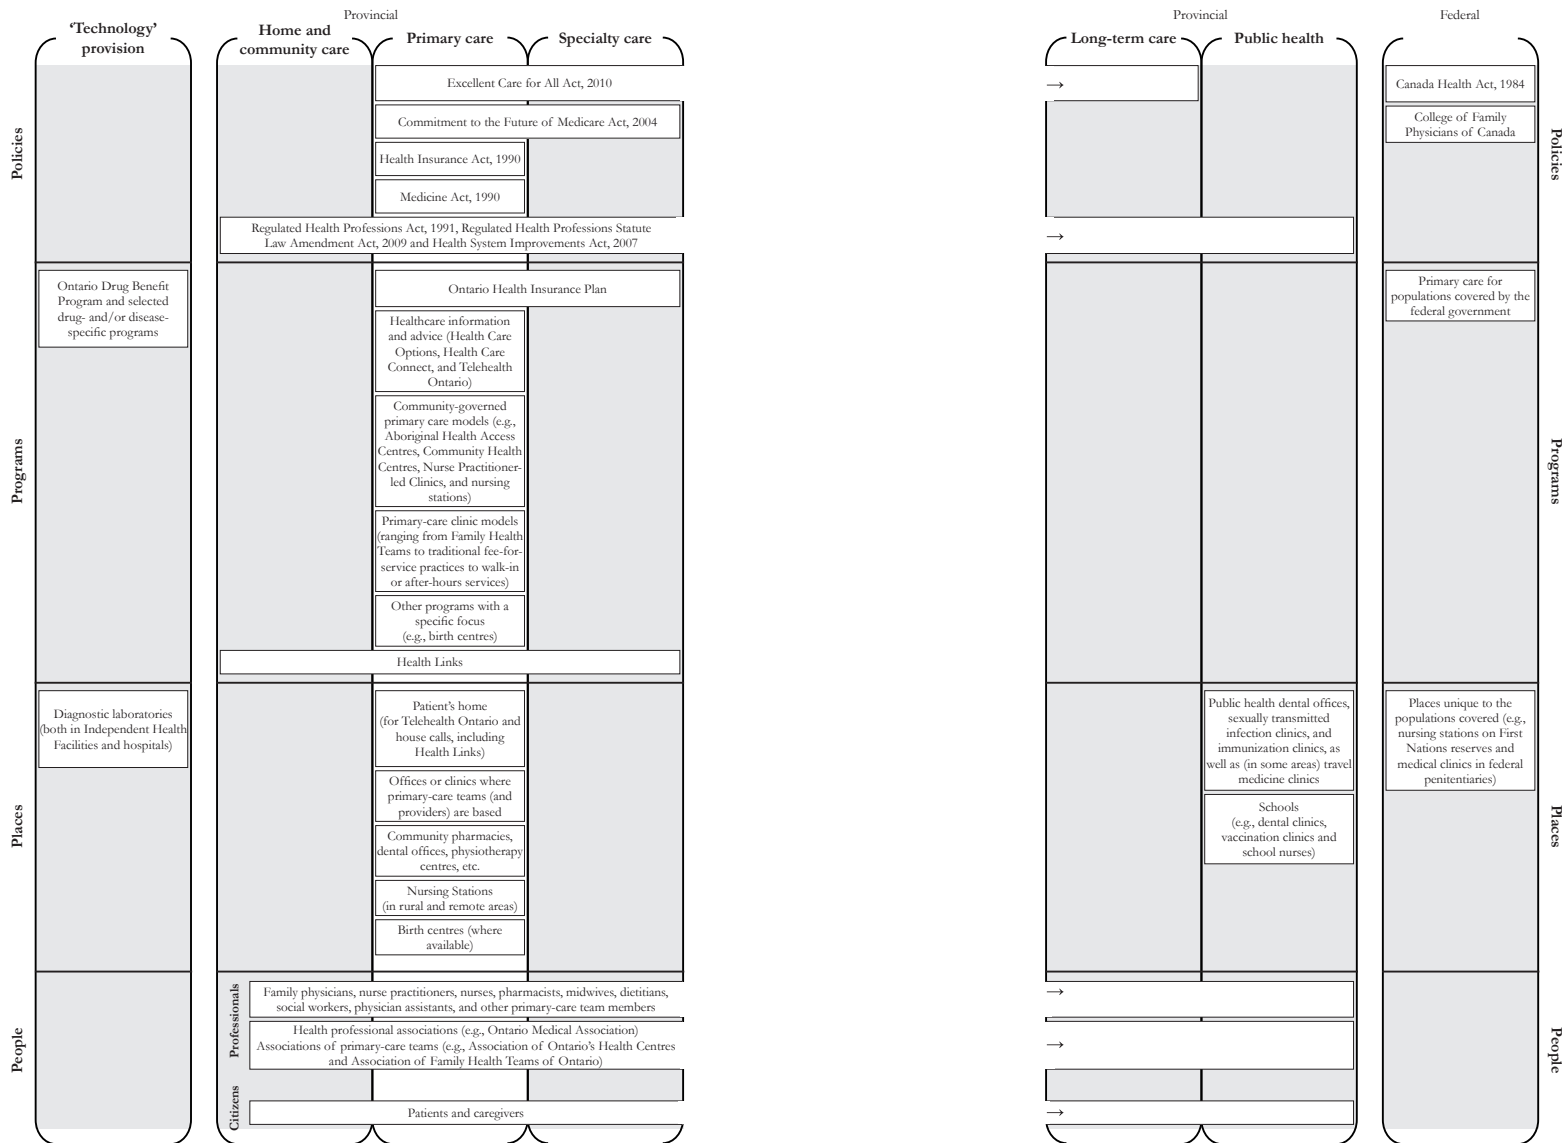 Provincial
Provincial
Federal
‘Technology’
provision
Home and
community care
Primary care
Specialty care
Long-term care
Public health
Policies
Excellent Care for All Act, 2010
→
Canada Health Act, 1984
Commitment to the Future of Medicare Act, 2004
College of Family
Physicians of Canada
Policies
Health Insurance Act, 1990
Medicine Act, 1990
Regulated Health Professions Act, 1991, Regulated Health Professions Statute
Law Amendment Act, 2009 and Health System Improvements Act, 2007
→
Programs
Ontario Drug Benefit
Program and selected
drug- and/or disease-
specific programs
Ontario Health Insurance Plan
Primary care for
populations covered by the
federal government
Programs
Healthcare information
and advice (Health Care
Options, Health Care
Connect, and Telehealth
Ontario)
Community-governed
primary care models (e.g.,
Aboriginal Health Access
Centres, Community Health
Centres, Nurse Practitioner-
led Clinics, and nursing
stations)
Primary-care clinic models
(ranging from Family Health
Teams to traditional fee-for-
service practices to walk-in
or after-hours services)
Other programs with a
specific focus
(e.g., birth centres)
Health Links
Places
Diagnostic laboratories
(both in Independent Health
Facilities and hospitals)
Patient’s home
(for Telehealth Ontario and
house calls, including
Health Links)
Public health dental offices,
sexually transmitted
infection clinics, and
immunization clinics, as
well as (in some areas) travel
medicine clinics
Places unique to the
populations covered (e.g.,
nursing stations on First
Nations reserves and
medical clinics in federal
penitentiaries)
Places
Offices or clinics where
primary-care teams (and
providers) are based
Schools
(e.g., dental clinics,
vaccination clinics and
school nurses)
Community pharmacies,
dental offices, physiotherapy
centres, etc.
Nursing Stations
(in rural and remote areas)
Birth centres (where
available)
People
Professionals
Family physicians, nurse practitioners, nurses, pharmacists, midwives, dietitians,
social workers, physician assistants, and other primary-care team members
→
Health professional associations (e.g., Ontario Medical Association)
Associations of primary-care teams (e.g., Association of Ontario’s Health Centres
and Association of Family Health Teams of Ontario)
→
People
Citizens
Patients and caregivers
→